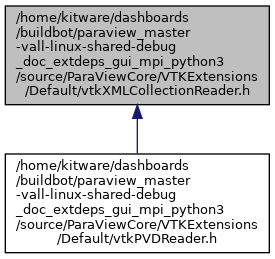 /home/kitware/dashboards
/buildbot/paraview_master
-vall-linux-shared-debug
_doc_extdeps_gui_mpi_python3
/source/ParaViewCore/VTKExtensions
/Default/vtkXMLCollectionReader.h
/home/kitware/dashboards
/buildbot/paraview_master
-vall-linux-shared-debug
_doc_extdeps_gui_mpi_python3
/source/ParaViewCore/VTKExtensions
/Default/vtkPVDReader.h